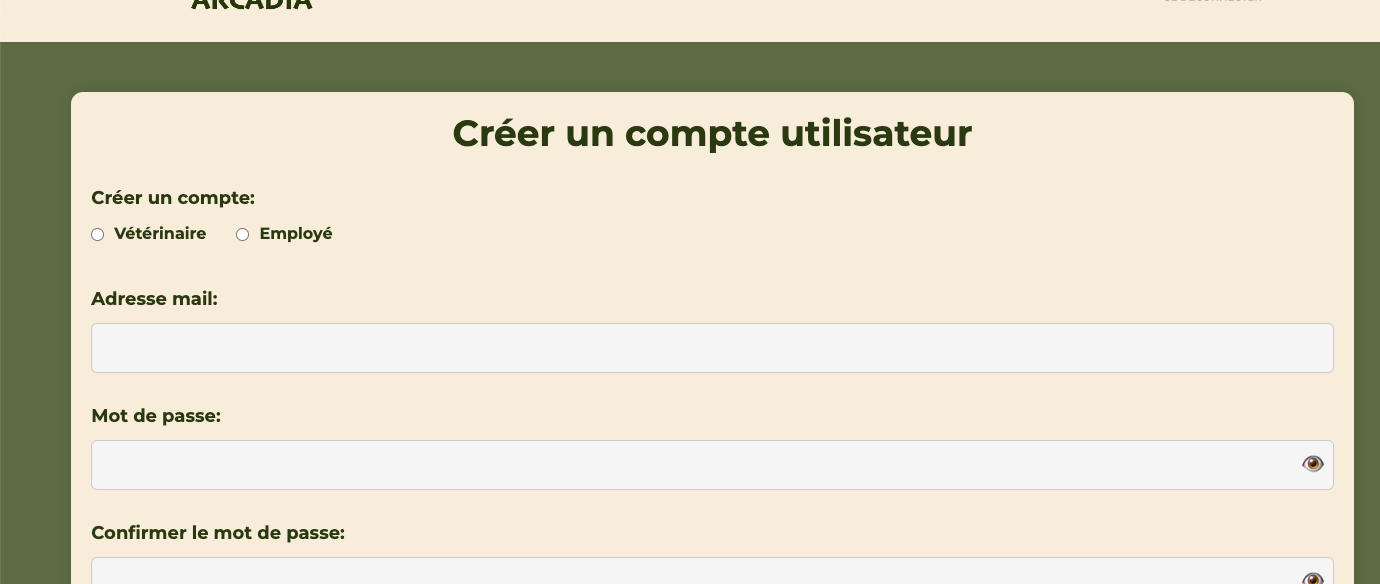 ARCADIA
Créer un compte utilisateur
Créer un compte:
Vétérinaire Employé
Adresse mail:
Mot de passe:
Confirmer le mot de passe: